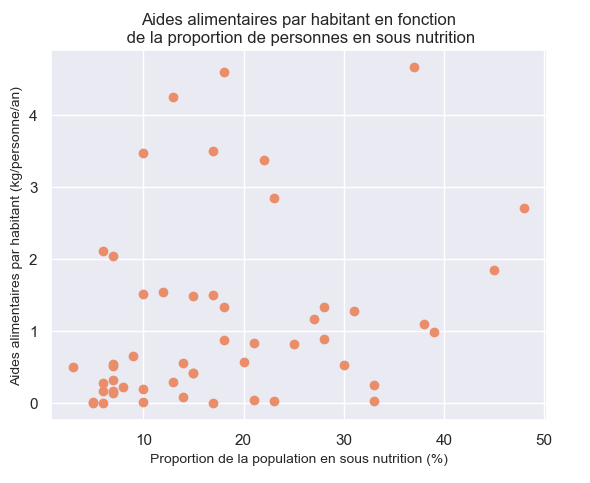 Aides alimentaires par habitant en fonction
de la proportion de personnes en sous nutrition
Aides alimentaires par habitant (kg/personne/an)
4
3
2
1
0
10 20 30 40 50
Proportion de la population en sous nutrition (%)